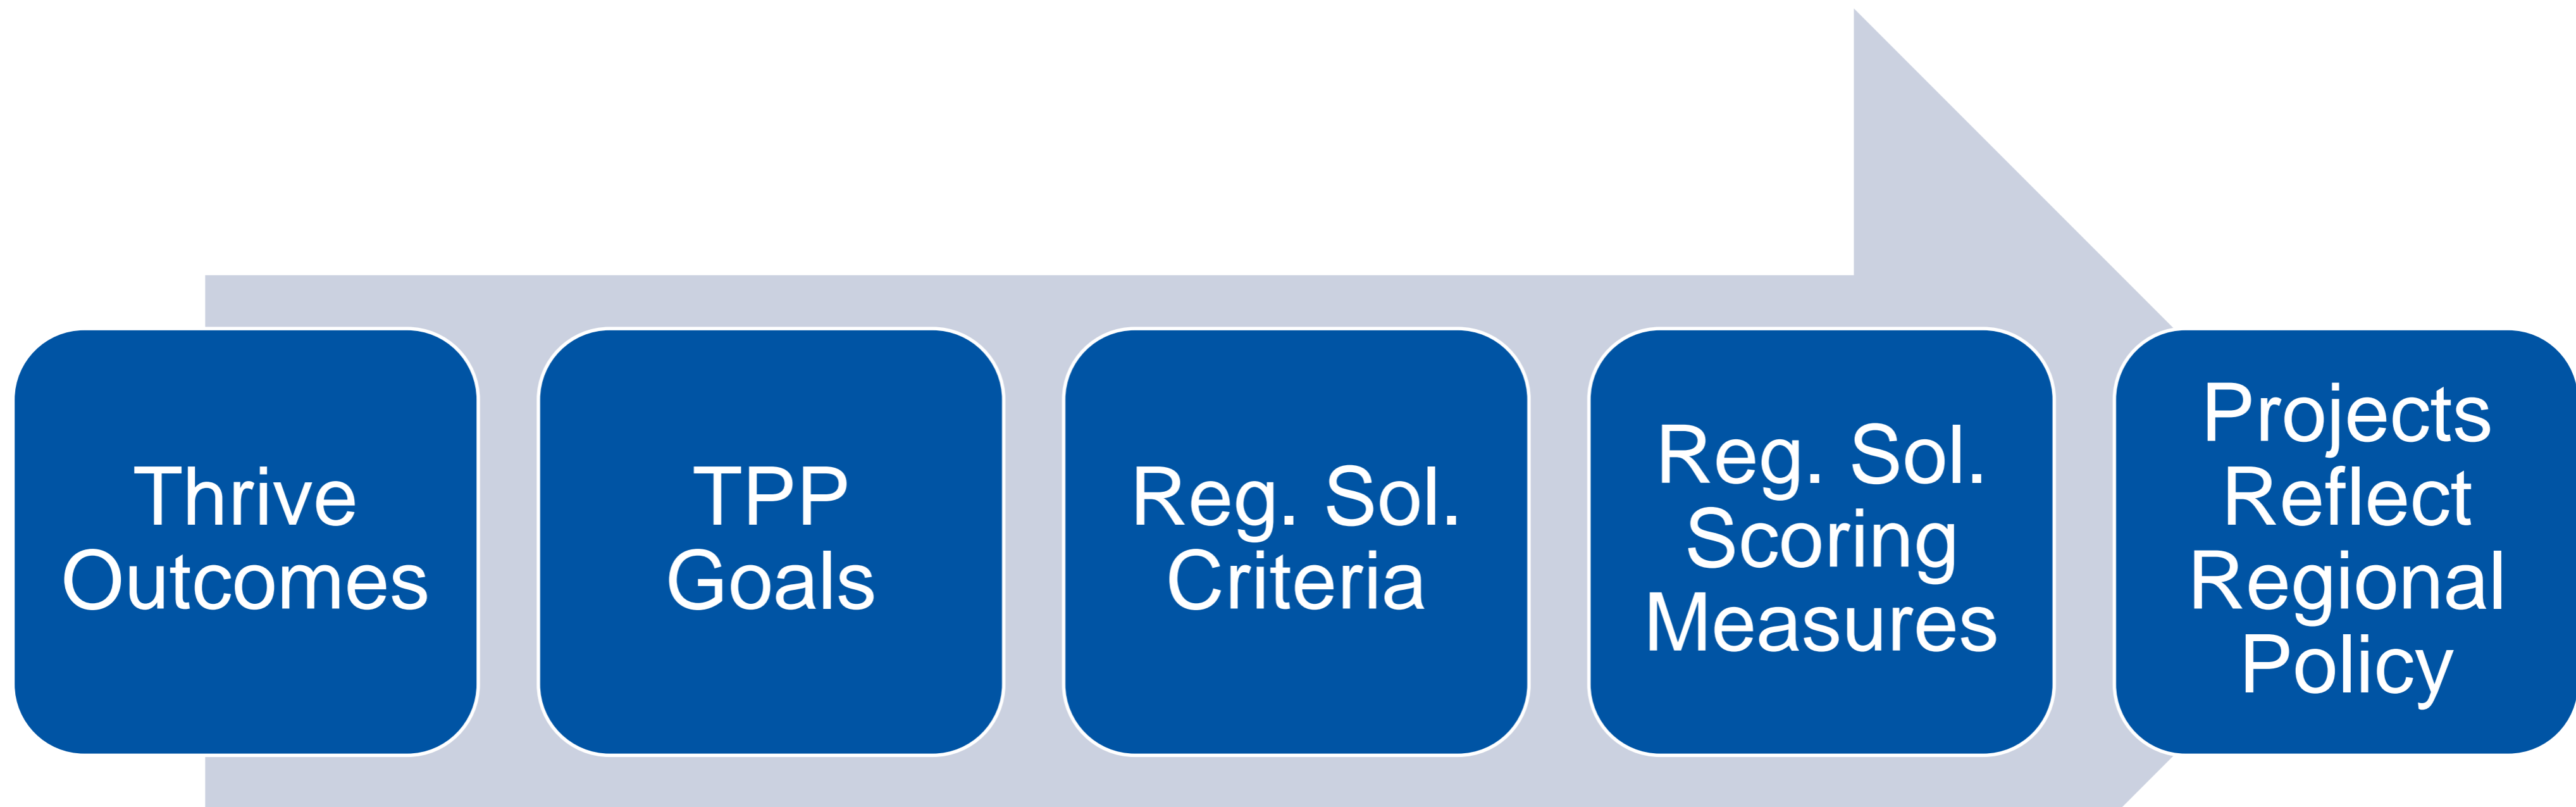 Thrive
Outcomes
TPP
Goals
Reg. Sol.
Criteria
Reg. Sol.
Scoring
Measures
Projects
Reflect
Regional
Policy